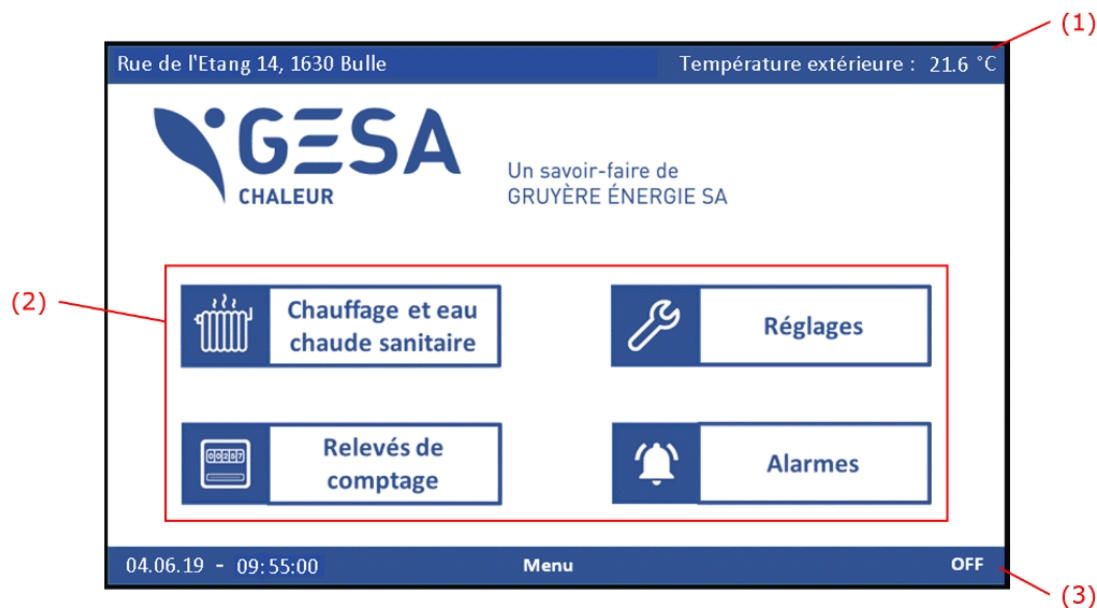 (1)
Rue de l'Etang 14, 1630 Bulle Température extérieure : 21.6 °C
GESA
CHALEUR
Un savoir-faire de
GRUYÈRE ÉNERGIE SA
(2)
Chauffage et eau
chaude sanitaire
Réglages
00267
Relevés de
comptage
Alarmes
04.06.19 - 09:55:00 Menu OFF
(3)